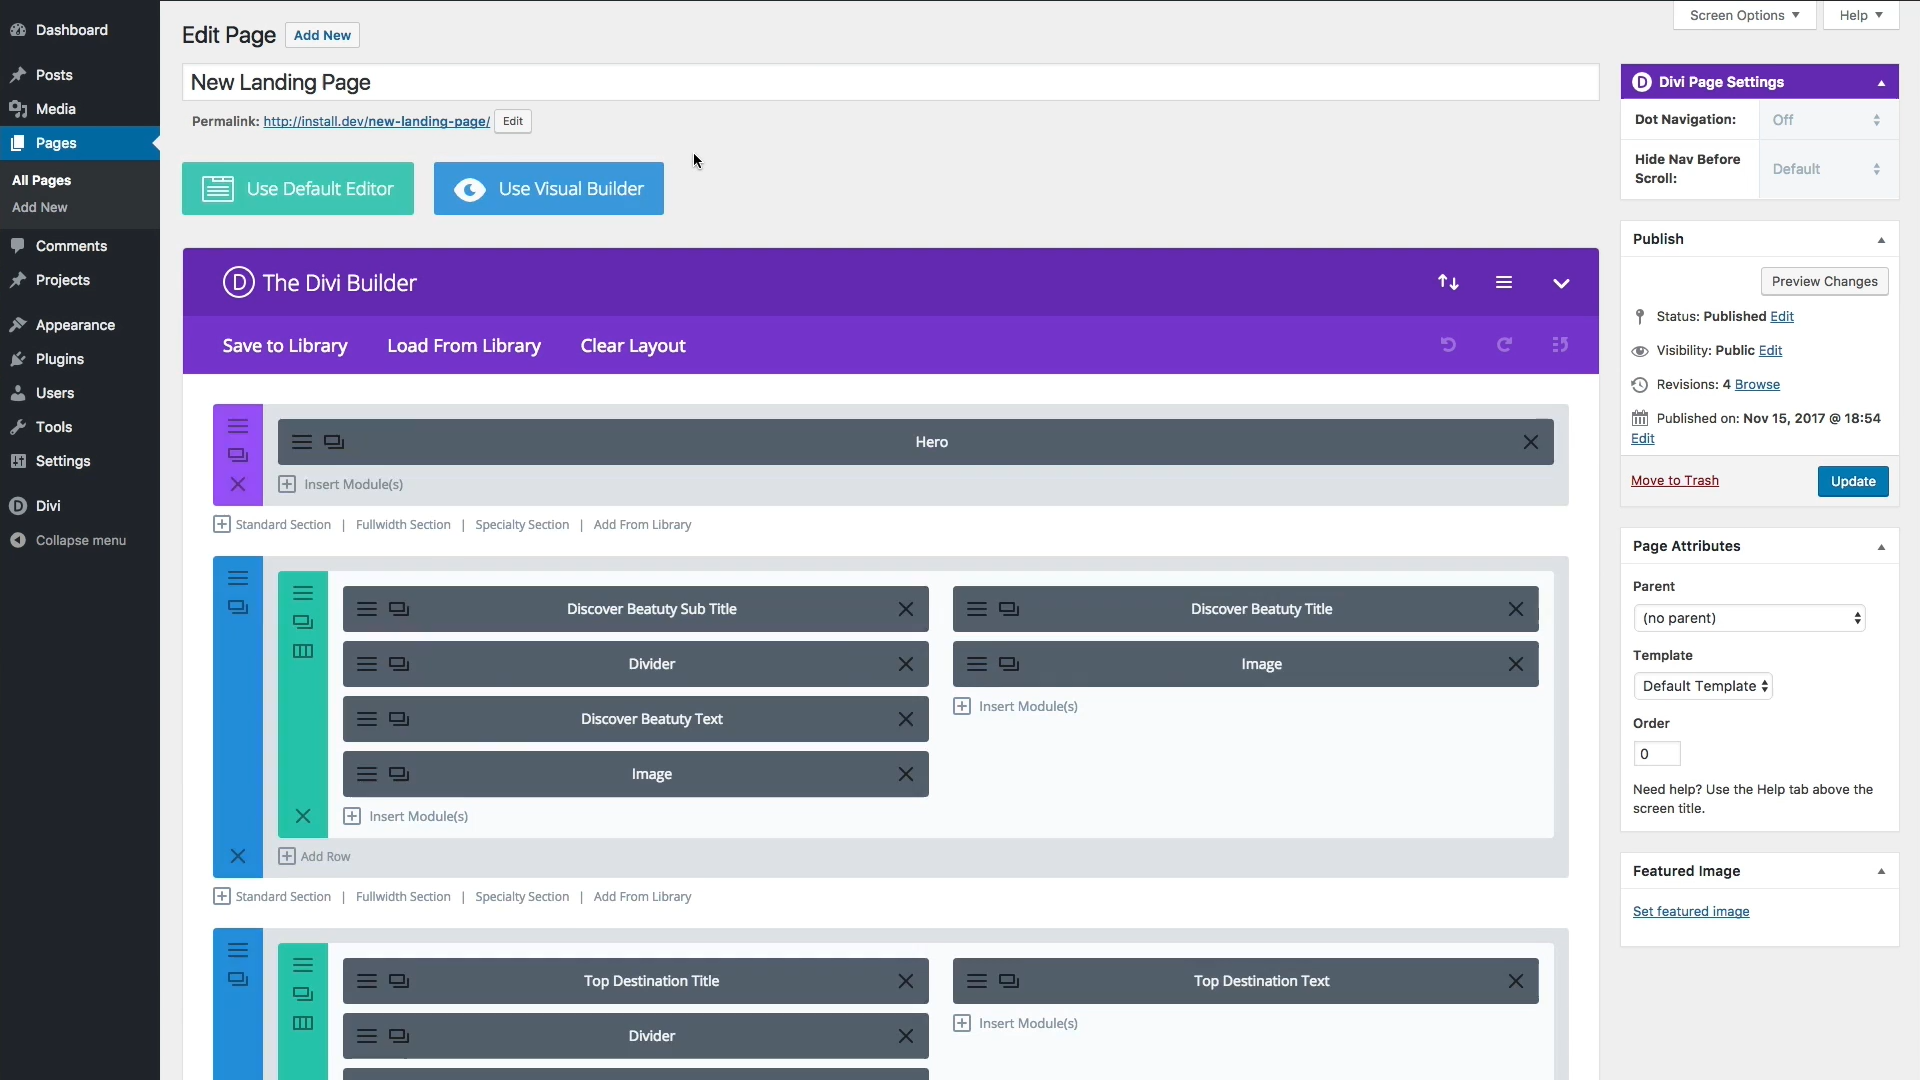 Dashboard
Posts
Media
Pages
All Pages
Add New
Comments
Projects
Appearance
Plugins
Users
Tools
Settings
Divi
Collapse menu
Screen Options
Help
Edit Page
Add New
New Landing Page
Permalink: http://install.dev/new-landing-page/ Edit
Use Default Editor
Use Visual Builder
D The Divi Builder
Save to Library
Load From Library
Clear Layout
Hero
Insert Module(s)
Standard Section | Fullwidth Section | Specialty Section | Add From Library
Discover Beatuty Sub Title
Divider
Discover Beatuty Text
Image
Insert Module(s)
Discover Beatuty Title
Image
Insert Module(s)
Add Row
Standard Section | Fullwidth Section | Specialty Section | Add From Library
Top Destination Title
Divider
Top Destination Text
Insert Module(s)
D Divi Page Settings
Dot Navigation:
Off
Hide Nav Before
Scroll:
Default
Publish
Preview Changes
Status: Published Edit
Visibility: Public Edit
Revisions: 4 Browse
Published on: Nov 15, 2017 @ 18:54
Edit
Move to Trash
Update
Page Attributes
Parent
(no parent)
Template
Default Template
Order
0
Need help? Use the Help tab above the
screen title.
Featured Image
Set featured image